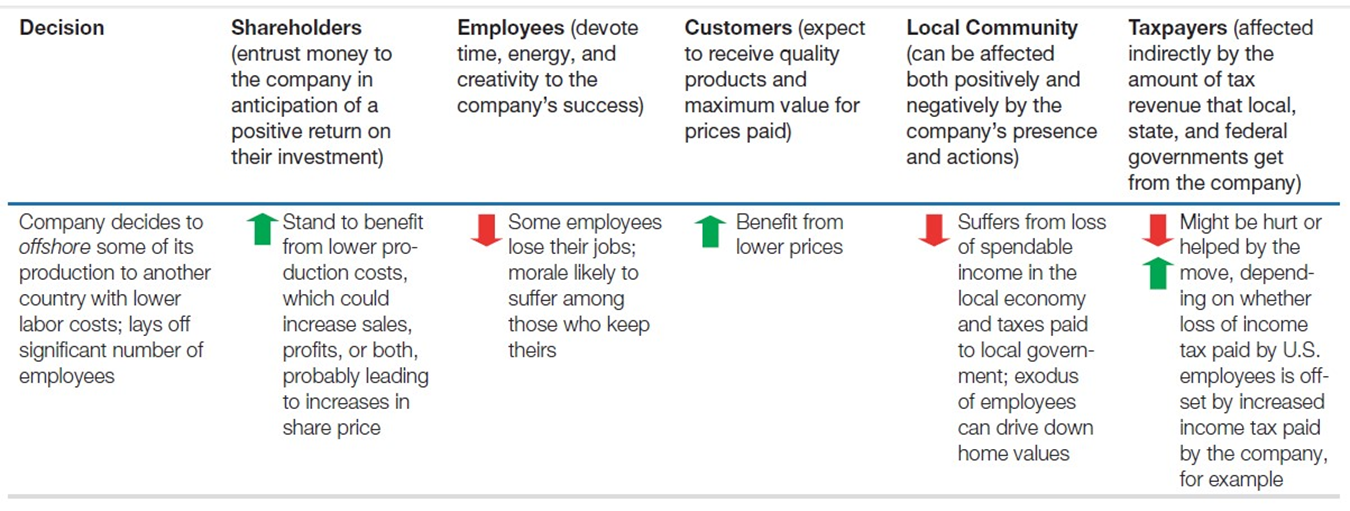 Decision
Shareholders
(entrust money to
the company in
anticipation of a
positive return on
their investment)
Employees (devote
time, energy, and
creativity to the
company’s success)
Customers (expect
to receive quality
products and
maximum value for
prices paid)
Local Community
(can be affected
both positively and
negatively by the
company’s presence
and actions)
Taxpayers (affected
indirectly by the
amount of tax
revenue that local,
state, and federal
governments get
from the company)
Company decides to
offshore some of its
production to another
country with lower
labor costs; lays off
significant number of
employees
Stand to benefit
from lower pro-
duction costs,
which could
increase sales,
profits, or both,
probably leading
to increases in
share price
Some employees
lose their jobs;
morale likely to
suffer among
those who keep
theirs
Benefit from
lower prices
Suffers from loss
of spendable
income in the
local economy
and taxes paid
to local govern-
ment; exodus
of employees
can drive down
home values
Might be hurt or
helped by the
move, depend-
ing on whether
loss of income
tax paid by U.S.
employees is off-
set by increased
income tax paid
by the company,
for example